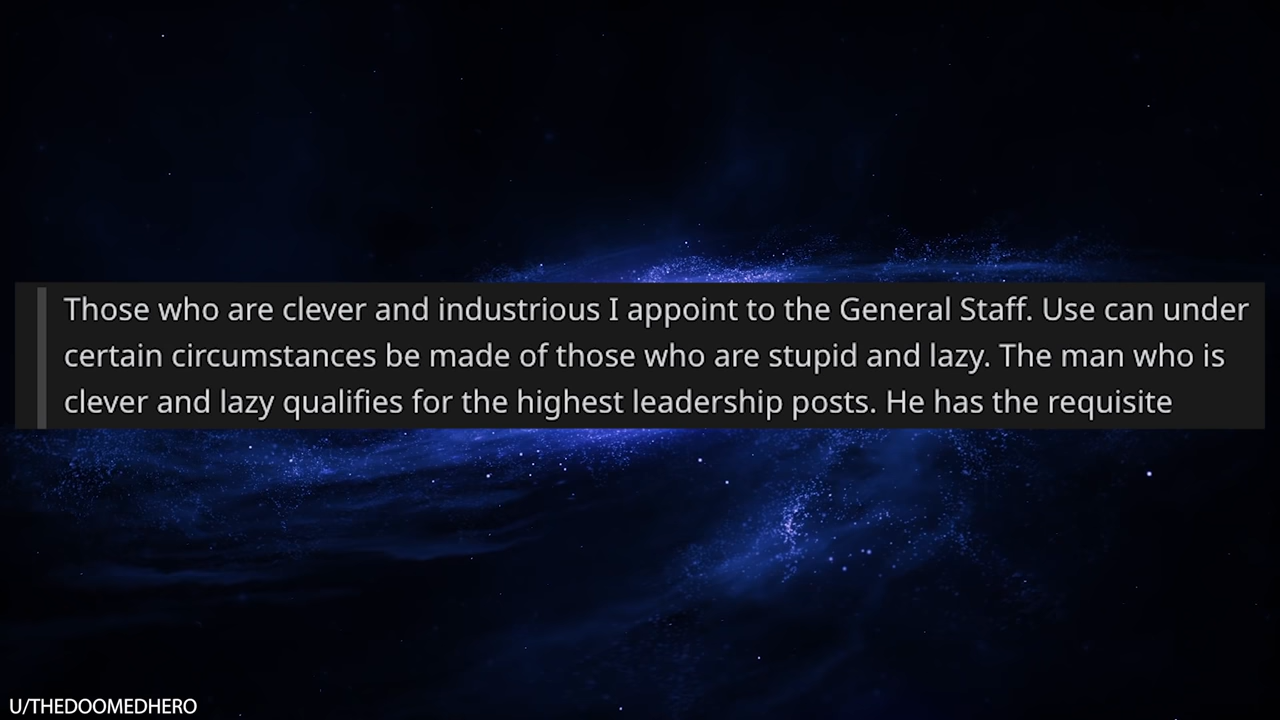 Those who are clever and industrious I appoint to the General Staff. Use can under
certain circumstances be made of those who are stupid and lazy. The man who is
clever and lazy qualifies for the highest leadership posts. He has the requisite
U/THEDOOMEDHERO